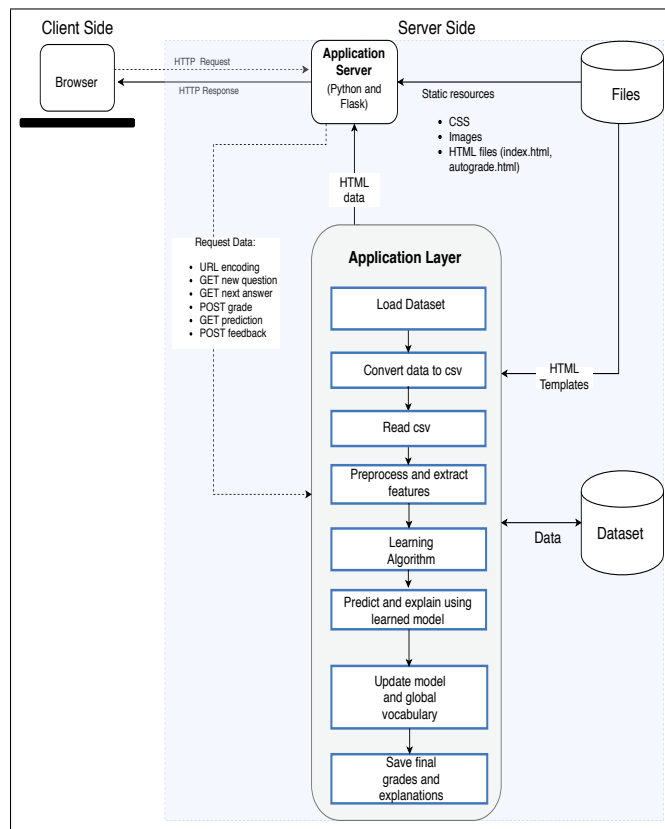 Client Side
Server Side
Browser
HTTP Request
HTTP Response
Application
Server
(Python and
Flask)
Static resources
• CSS
• Images
• HTML files (index.html,
autograde.html)
Files
HTML
data
Request Data:
• URL encoding
• GET new question
• GET next answer
• POST grade
• GET prediction
• POST feedback
Application Layer
Load Dataset
Convert data to csv
Read csv
Preprocess and extract
features
Learning
Algorithm
Predict and explain using
learned model
Update model
and global
vocabulary
Save final
grades and
explanations
HTML
Templates
Data
Dataset